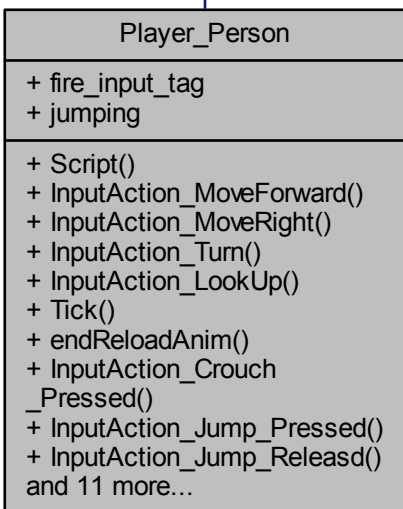 Player_Person
+ fire_input_tag
+ jumping
+ Script()
+ InputAction_MoveForward()
+ InputAction_MoveRight()
+ InputAction_Turn()
+ InputAction_LookUp()
+ Tick()
+ endReloadAnim()
+ InputAction_Crouch
_Pressed()
+ InputAction_Jump_Pressed()
+ InputAction_Jump_Releasd()
and 11 more...